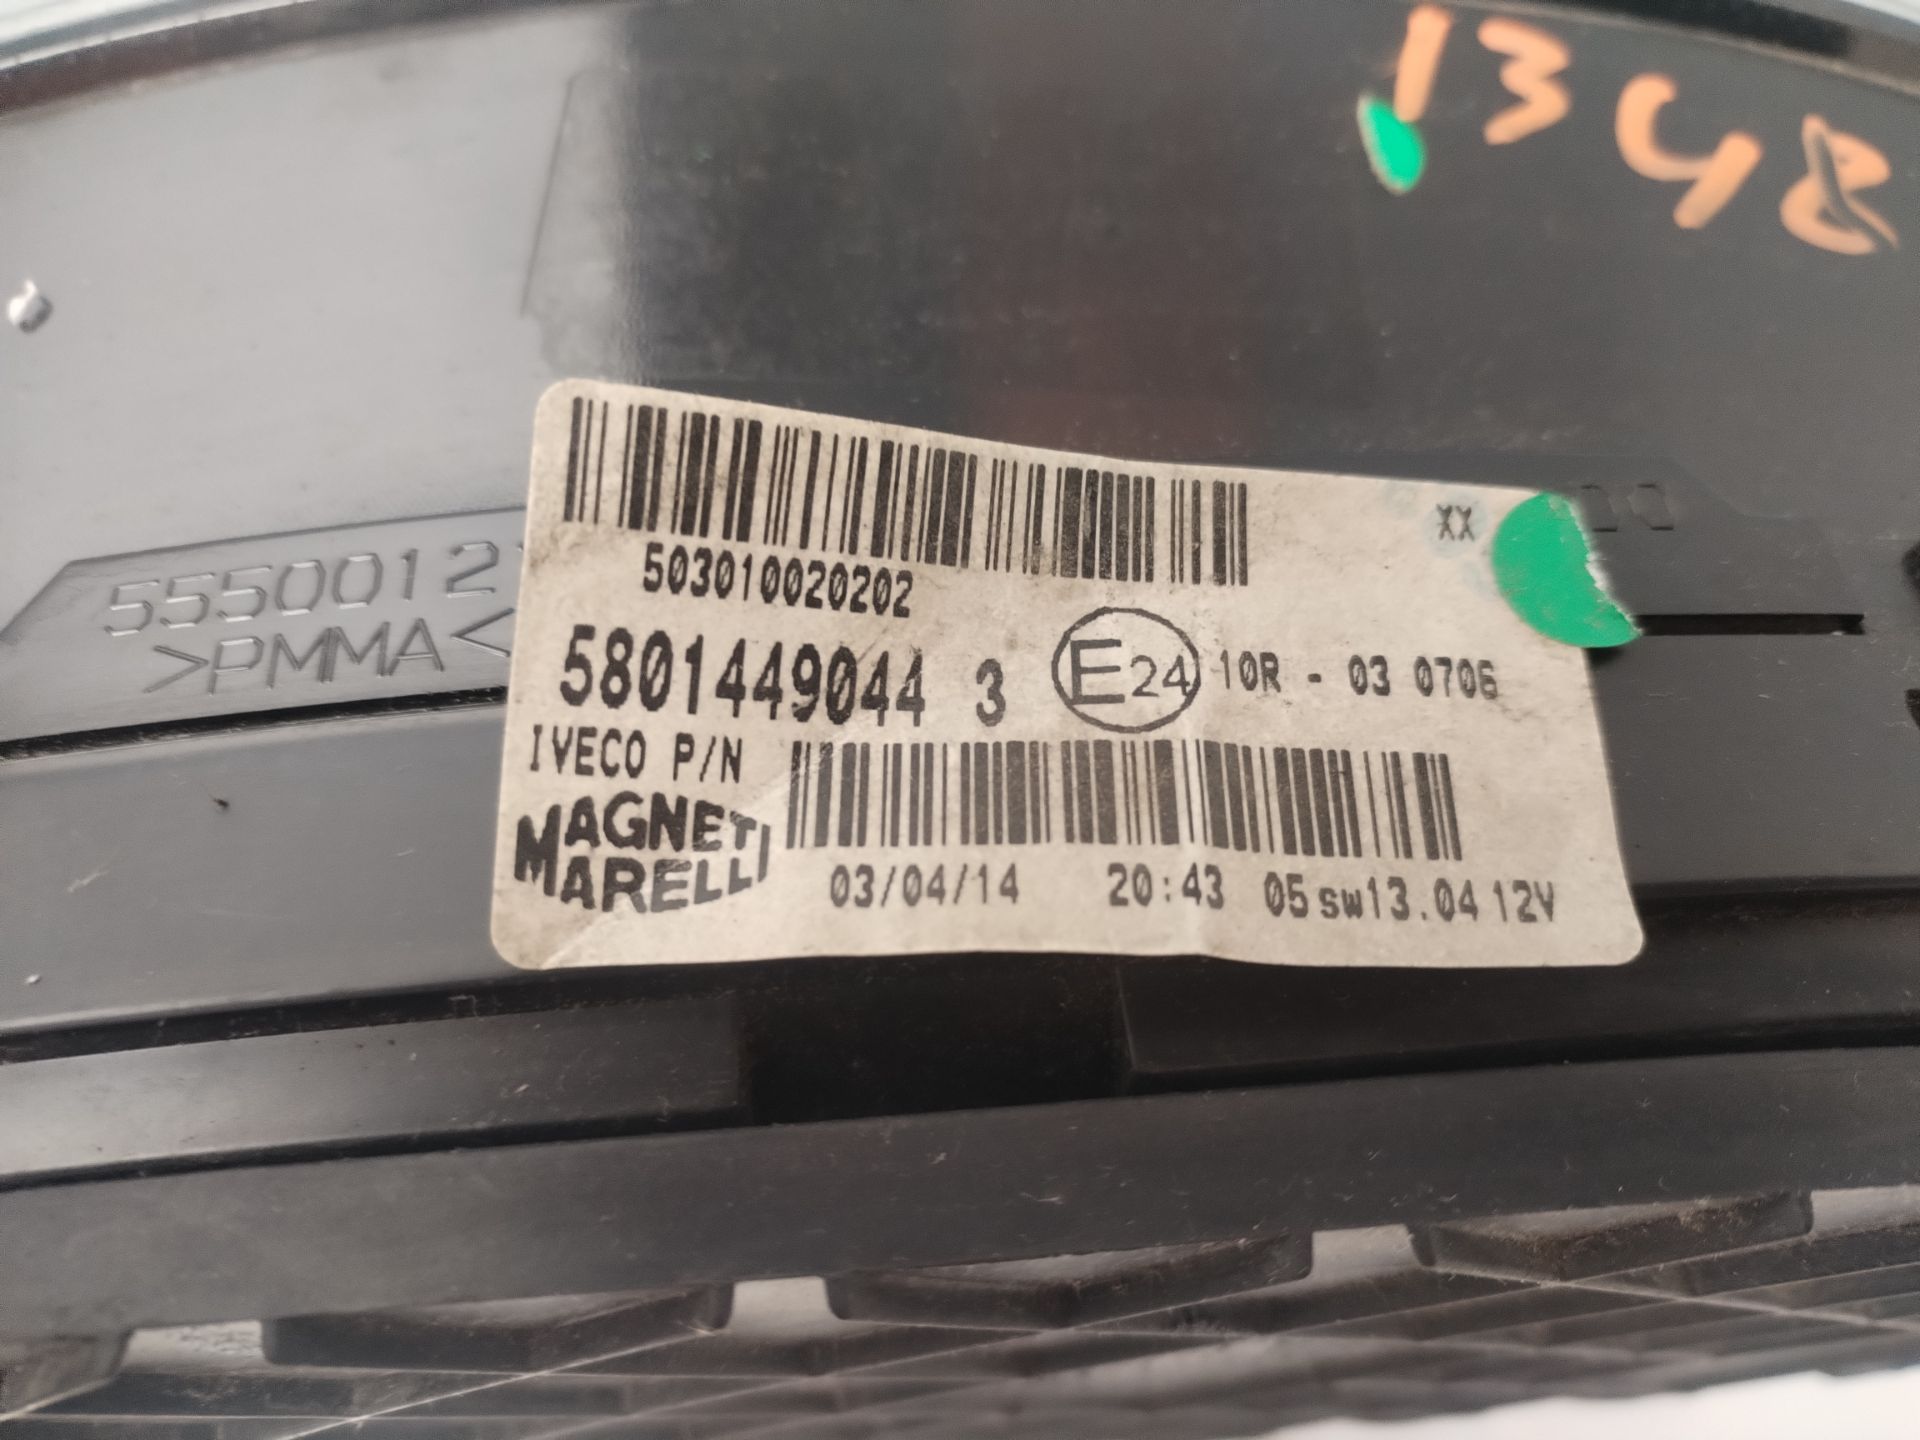 1348
503010020202
XX
5550012
>PMMA<
5801449044 3 E24 10R - 03 0706
IVECO P/N
MAGNETI
MARELLI
03/04/14 20:43 05 sw13.04 12V